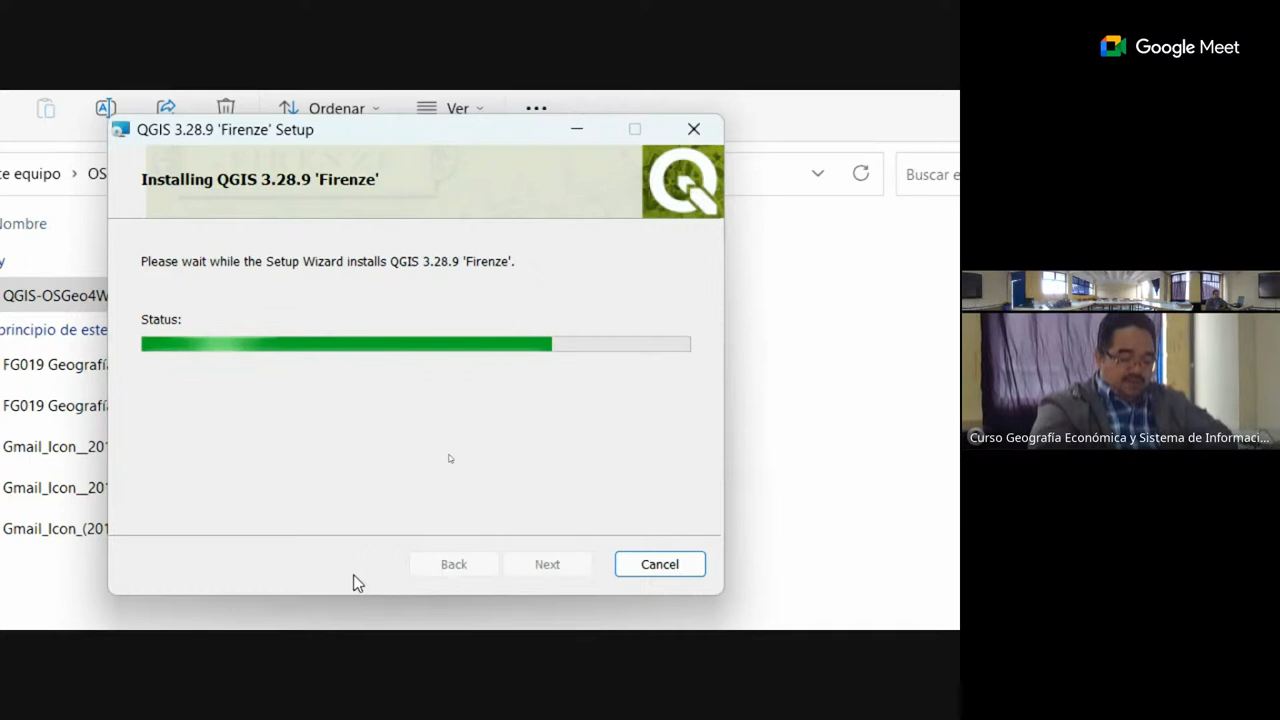 Google Meet
Ordenar
Ver
QGIS 3.28.9 'Firenze' Setup
te equipo > OS
Buscar e
Installing QGIS 3.28.9 'Firenze'
Nombre
Please wait while the Setup Wizard installs QGIS 3.28.9 'Firenze'.
y
QGIS-OSGeo4W
Status:
principio de este
FG019 Geografía
FG019 Geografía
Gmail_Icon__201
Gmail_Icon__201
Gmail_Icon_(201
Back
Next
Cancel
Curso Geografía Económica y Sistema de Informaci...